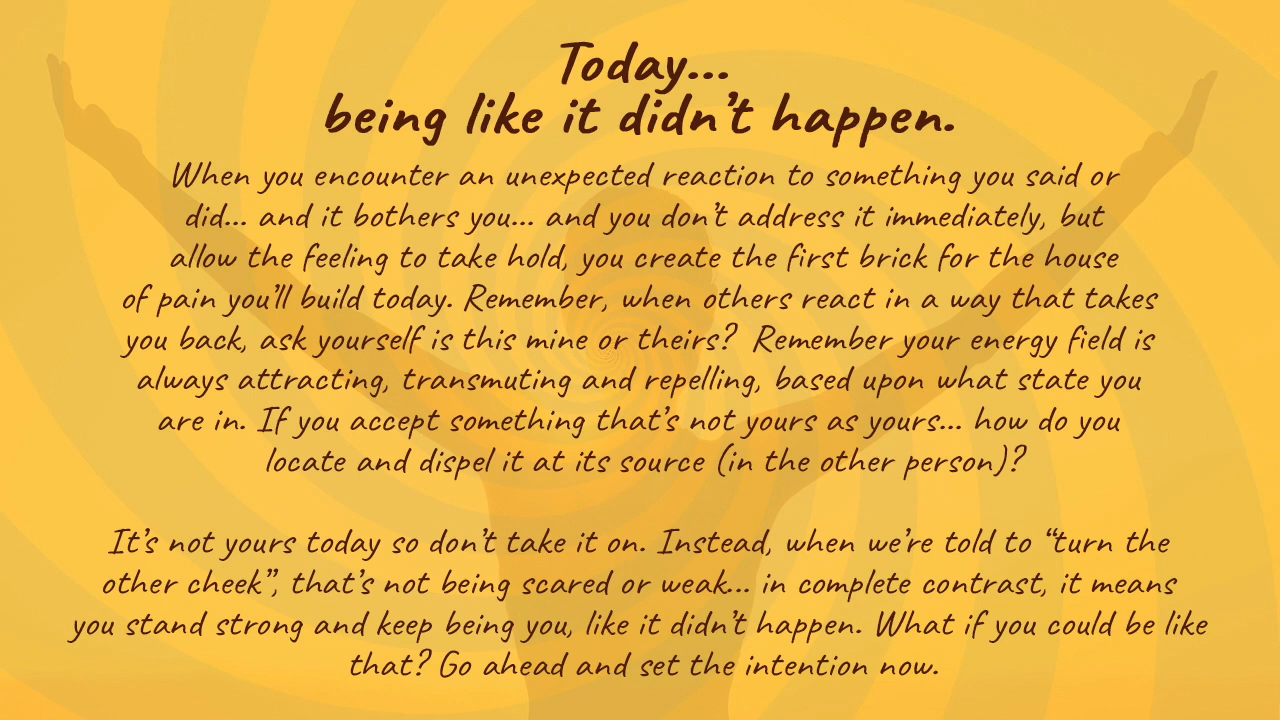 Today...
being like it didn’t happen.
When you encounter an unexpected reaction to something you said or
did... and it bothers you... and you don’t address it immediately, but
allow the feeling to take hold, you create the first brick for the house
of pain you’ll build today. Remember, when others react in a way that takes
you back, ask yourself is this mine or theirs?  Remember your energy field is
always attracting, transmuting and repelling, based upon what state you
are in. If you accept something that’s not yours as yours... how do you
locate and dispel it at its source (in the other person)?
It’s not yours today so don’t take it on. Instead, when we’re told to “turn the
other cheek”, that’s not being scared or weak... in complete contrast, it means
you stand strong and keep being you, like it didn’t happen. What if you could be like
that? Go ahead and set the intention now.